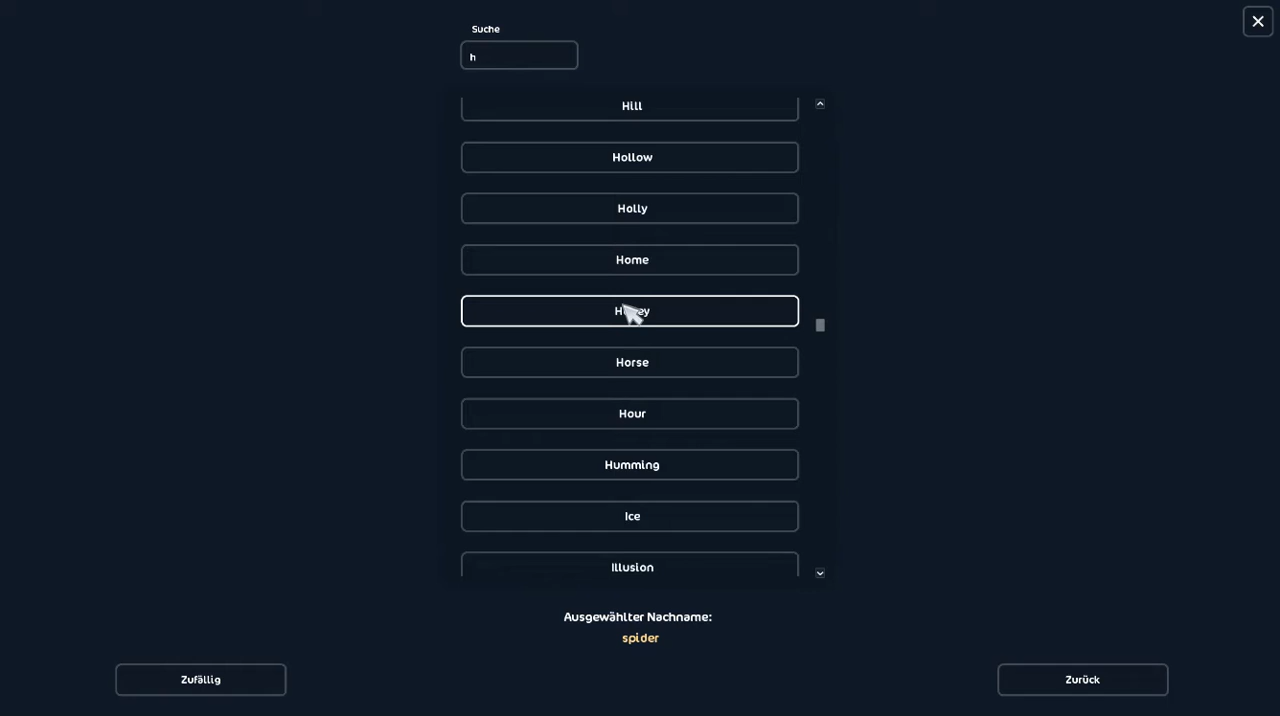 Suche
h
Hill
Hollow
Holly
Home
Horse
Hour
Humming
Ice
Illusion
Ausgewählter Nachname:
spider
Zufällig
Zurück